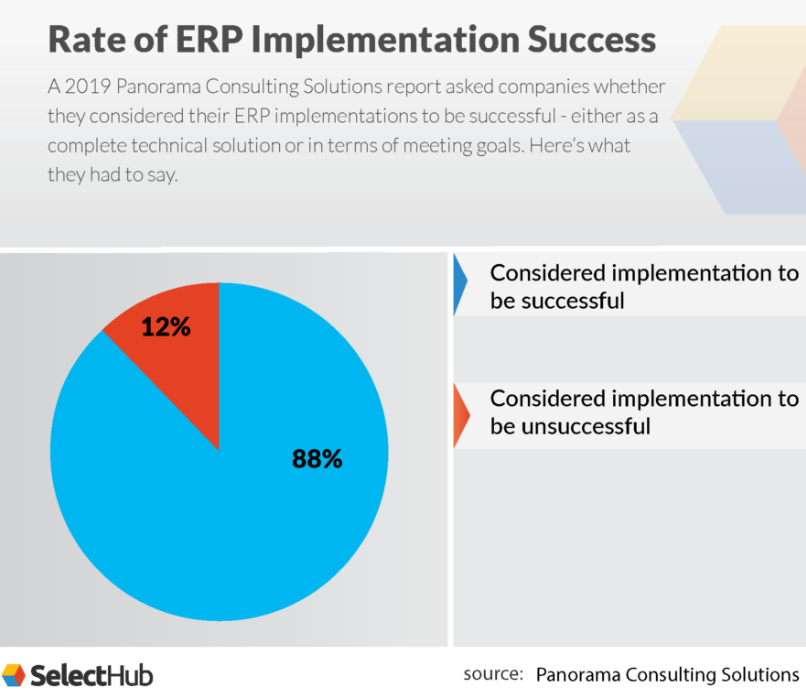 Rate of ERP Implementation Success
A 2019 Panorama Consulting Solutions report asked companies whether
they considered their ERP implementations to be successful - either as a
complete technical solution or in terms of meeting goals. Here's what
they had to say.
12%
88%
Considered implementation to
be successful
Considered implementation to
be unsuccessful
SelectHub
source: Panorama Consulting Solutions